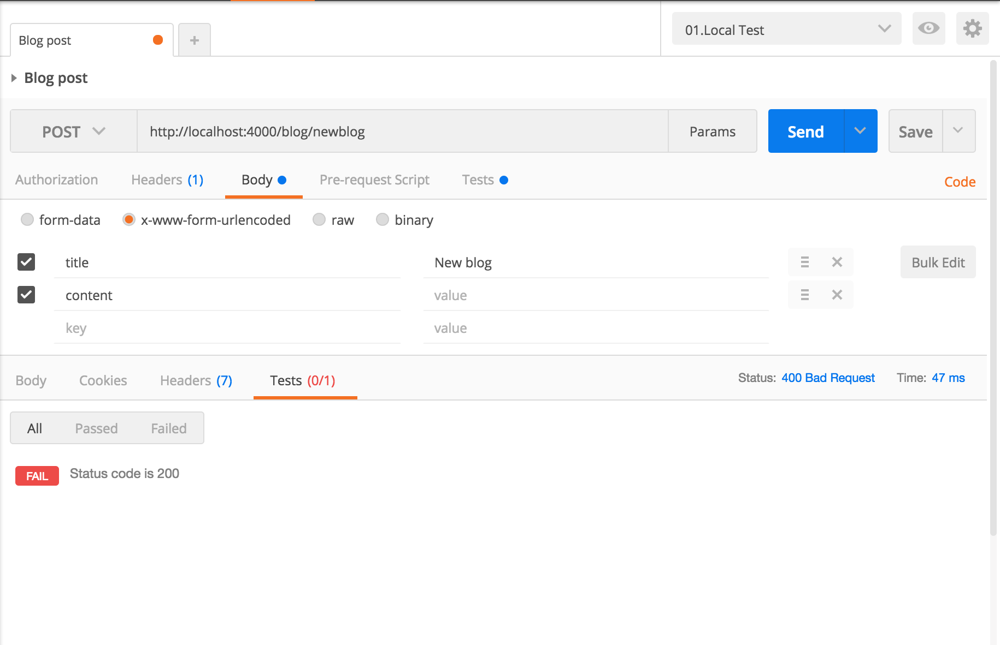 Blog post
01.Local Test
Blog post
POST http://localhost:4000/blog/newblog Params Send Save
Authorization Headers (1) Body Pre-request Script Tests Code
form-data x-www-form-urlencoded raw binary
title New blog Bulk Edit
content value
key value
Body Cookies Headers (7) Tests (0/1) Status: 400 Bad Request Time: 47 ms
All Passed Failed
FAIL Status code is 200